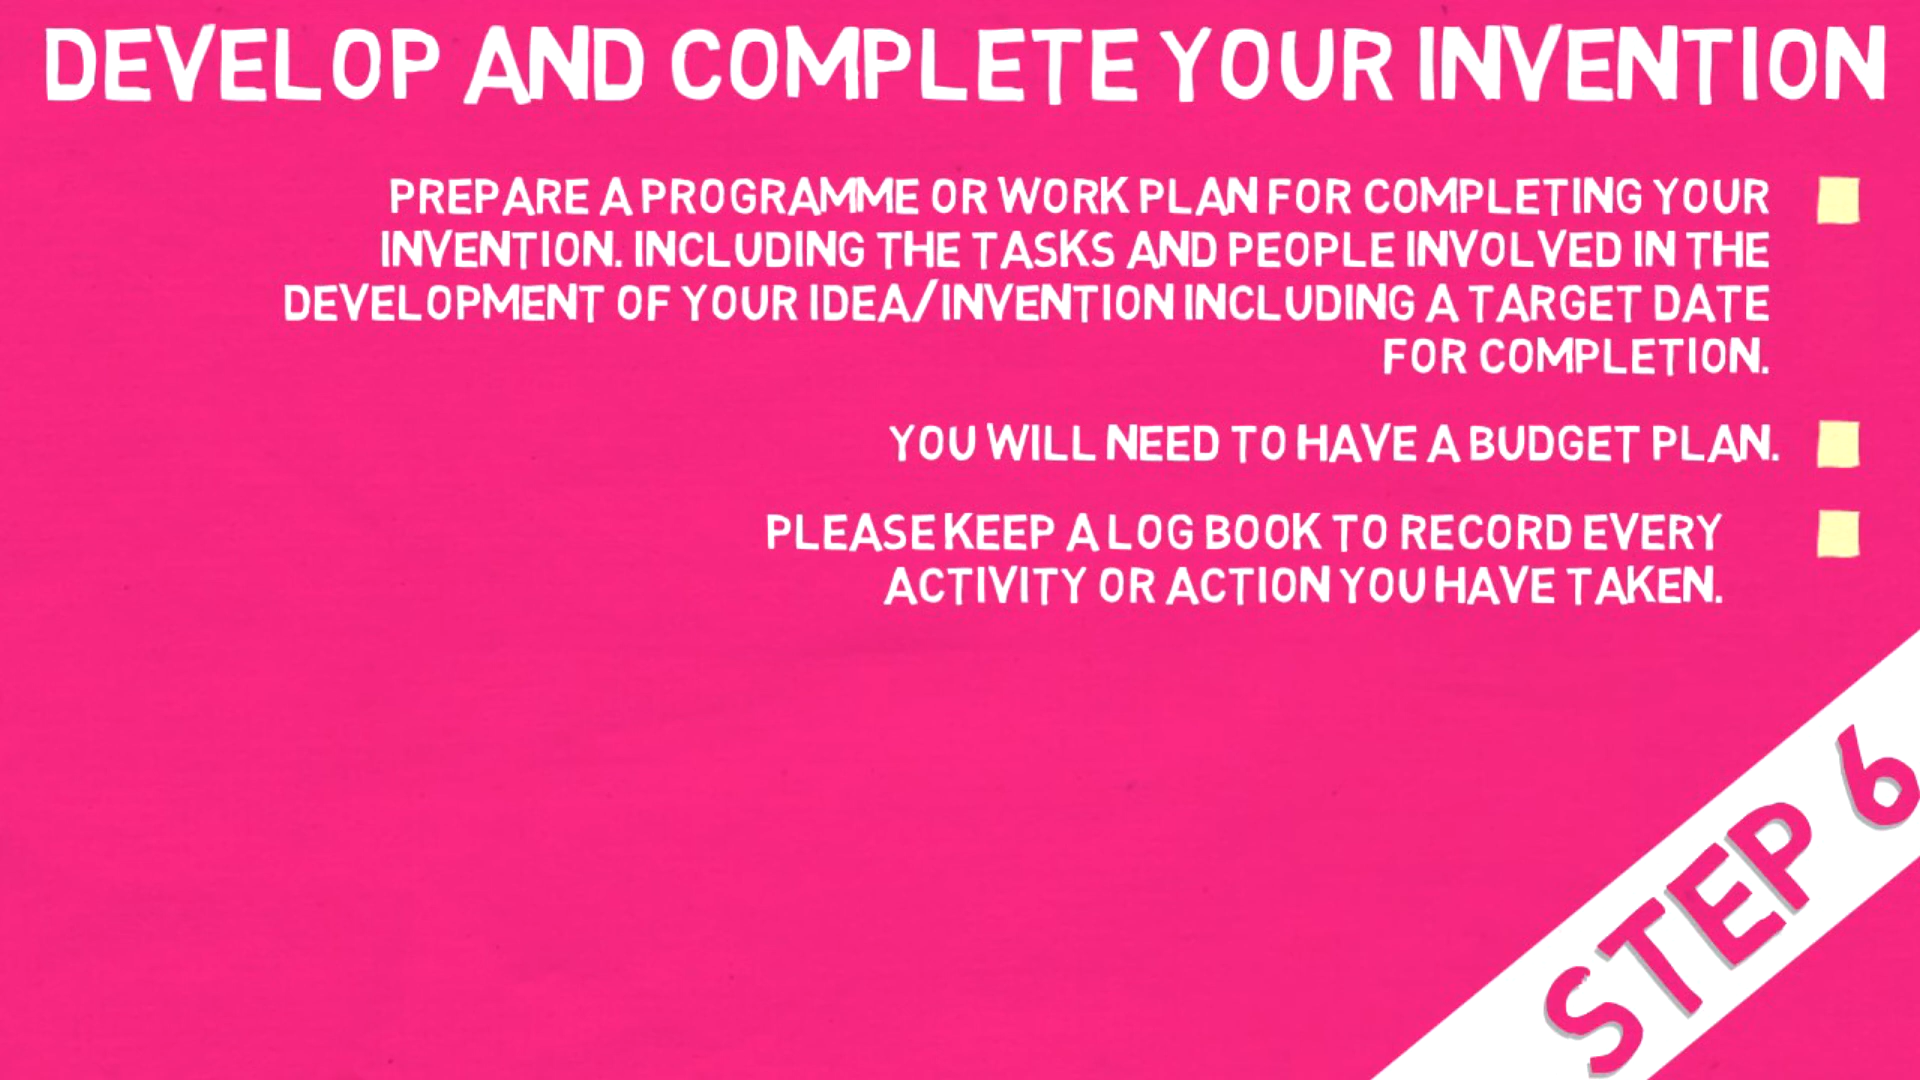 DEVELOP AND COMPLETE YOUR INVENTION
PREPARE A PROGRAMME OR WORK PLAN FOR COMPLETING YOUR
INVENTION. INCLUDING THE TASKS AND PEOPLE INVOLVED IN THE
DEVELOPMENT OF YOUR IDEA/INVENTION INCLUDING A TARGET DATE
FOR COMPLETION.
YOU WILL NEED TO HAVE A BUDGET PLAN.
PLEASE KEEP A LOG BOOK TO RECORD EVERY
ACTIVITY OR ACTION YOU HAVE TAKEN.
STEP 6